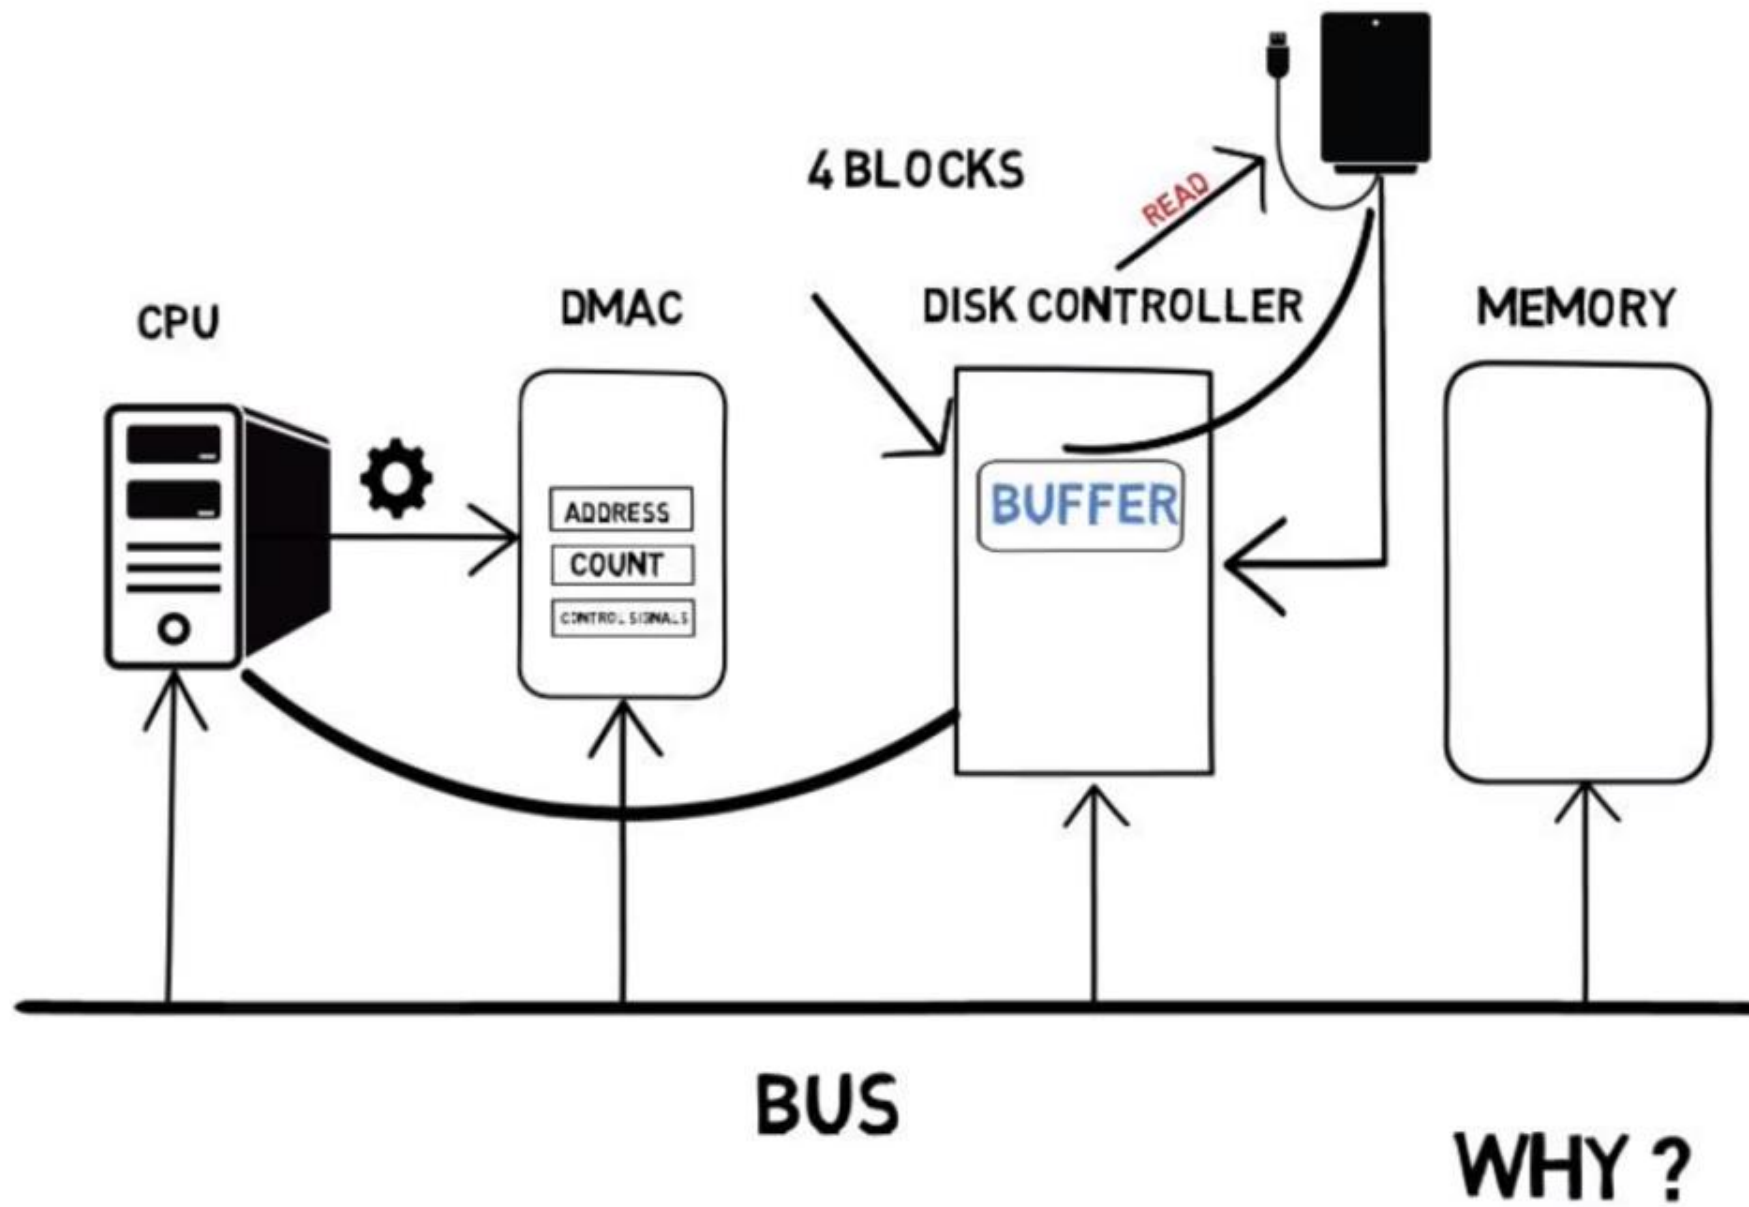 4 BLOCKS
READ
CPU
DMAC
DISK CONTROLLER
MEMORY
ADDRESS
COUNT
CONTROL SIGNALS
BUFFER
BUS
WHY ?